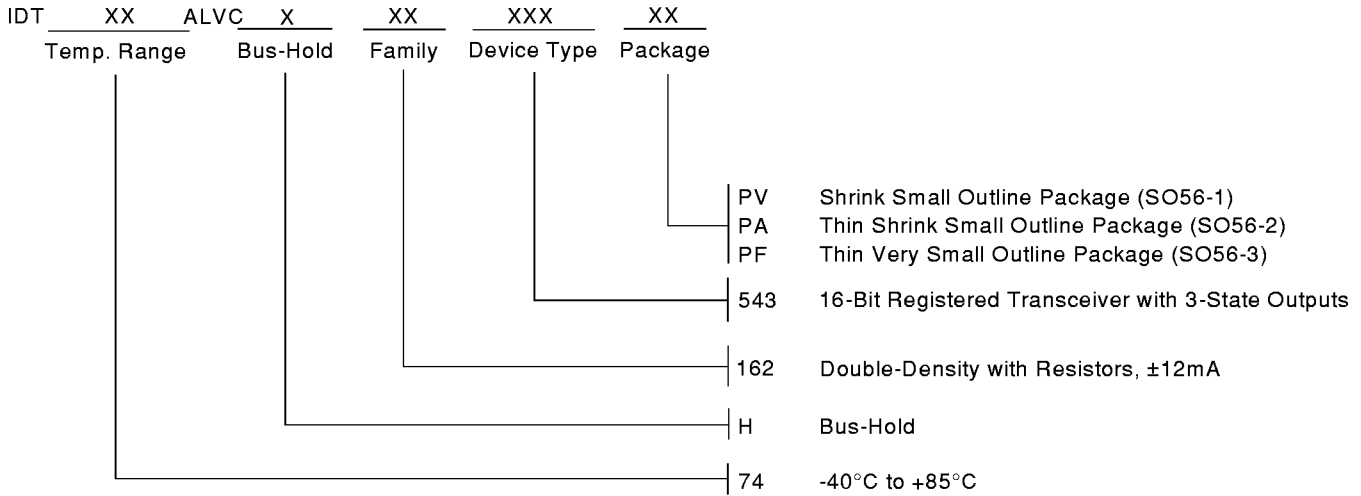 IDT XX ALVC X XX XXX XX
Temp. Range Bus-Hold Family Device Type Package
PV Shrink Small Outline Package (SO56-1)
PA Thin Shrink Small Outline Package (SO56-2)
PF Thin Very Small Outline Package (SO56-3)
543 16-Bit Registered Transceiver with 3-State Outputs
162 Double-Density with Resistors, ±12mA
H Bus-Hold
74 -40°C to +85°C